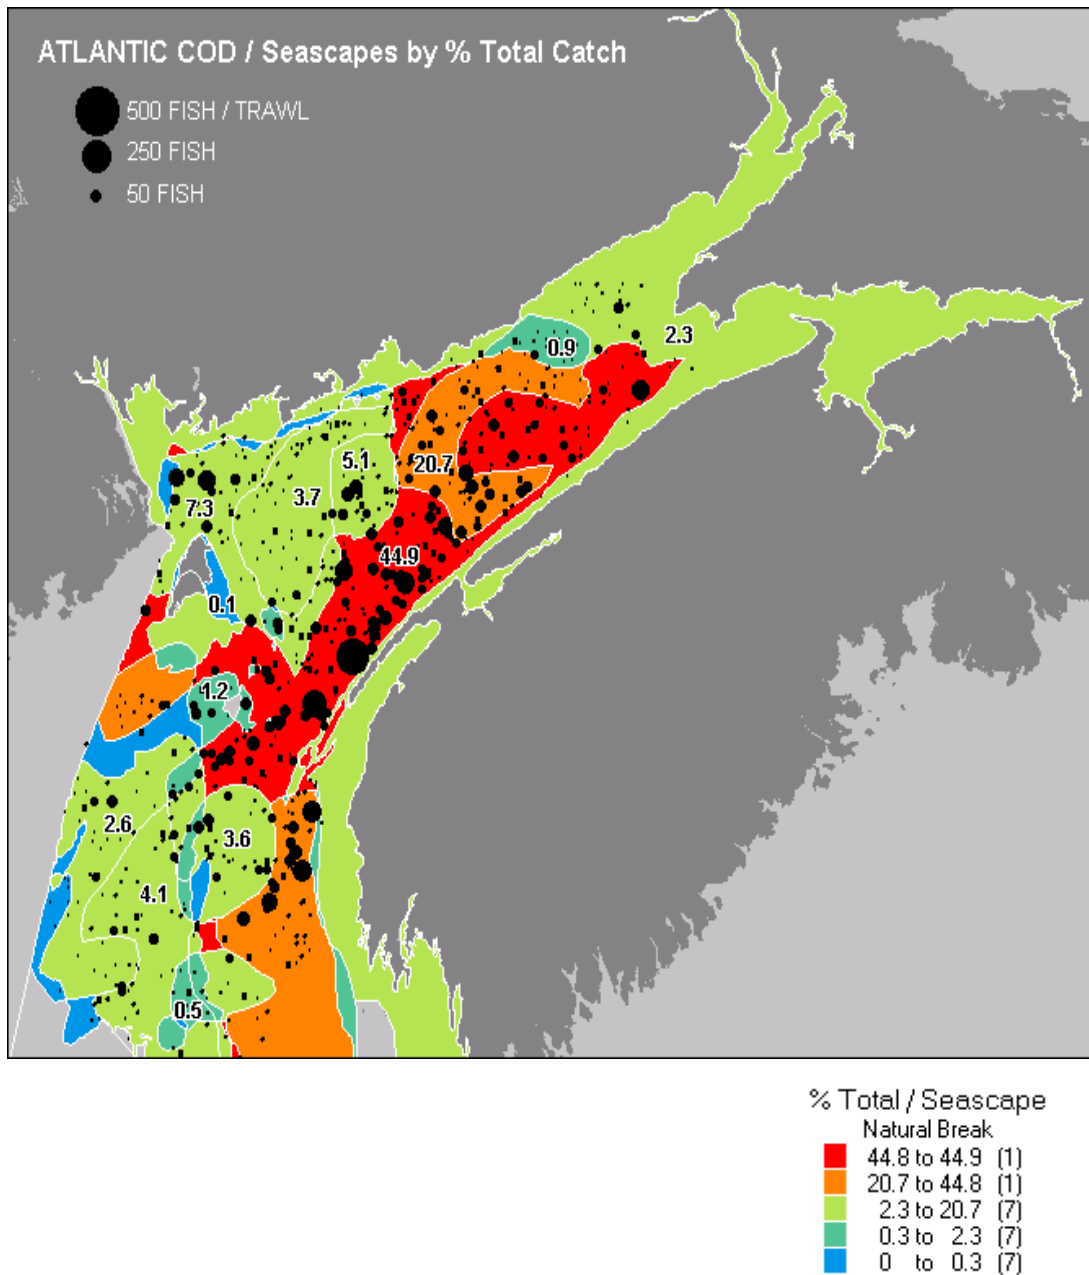 ATLANTIC COD / Seascapes by % Total Catch
500 FISH / TRAWL
250 FISH
50 FISH
2.3
0.9
5.1
20.7
3.7
7.3
44.9
0.1
1.2
2.6
3.6
4.1
0.5
% Total / Seascape
Natural Break
44.8 to 44.9 (1)
20.7 to 44.8 (1)
2.3 to 20.7 (7)
0.3 to 2.3 (7)
0 to 0.3 (7)